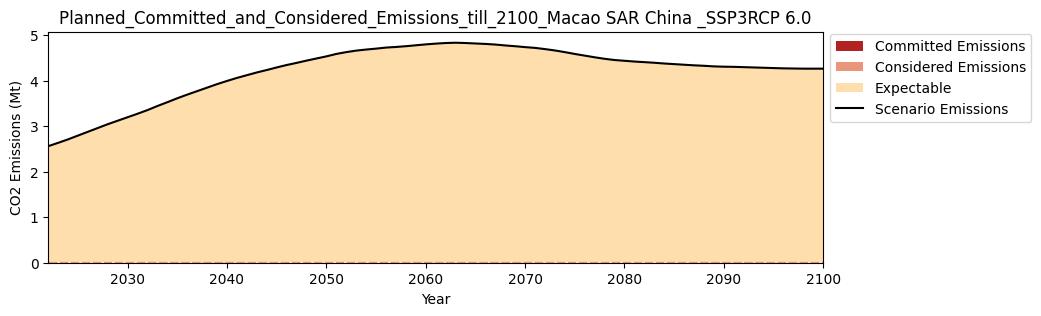 Planned_Committed_and_Considered_Emissions_till_2100_Macao SAR China _SSP3RCP 6.0
Committed Emissions
Considered Emissions
Expectable
Scenario Emissions
CO2 Emissions (Mt)
5
4
3
2
1
0
2030 2040 2050 2060 2070 2080 2090 2100
Year